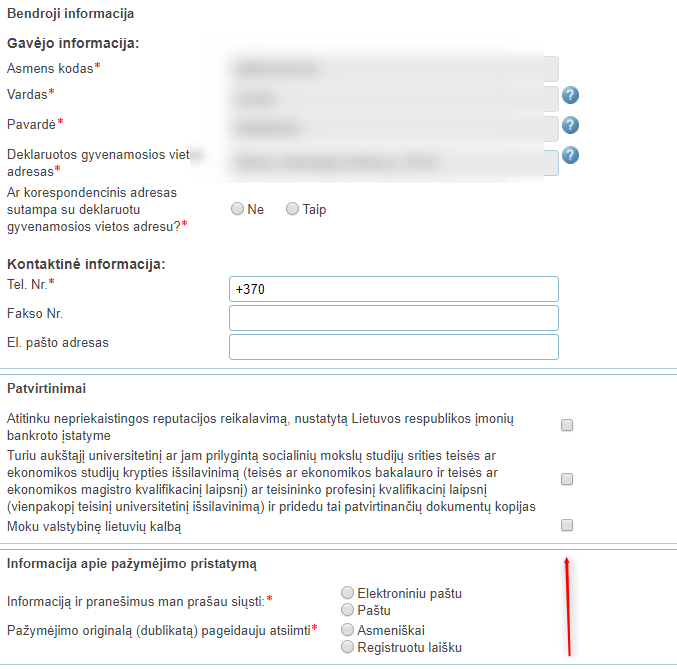 Bendroji informacija
Gavėjo informacija:
Asmens kodas*
Vardas*
?
Pavardė*
?
Deklaruotos gyvenamosios vietos
adresas*
?
Ar korespondencinis adresas
sutampa su deklaruotu
gyvenamosios vietos adresu?*
Ne Taip
Kontaktinė informacija:
Tel. Nr.* +370
Fakso Nr.
El. pašto adresas
Patvirtinimai
Atitinku nepriekaištingos reputacijos reikalavimą, nustatytą Lietuvos respublikos įmonių
bankroto įstatyme
Turiu aukštąjį universitetinį ar jam prilygintą socialinių mokslų studijų srities teisės ar
ekonomikos studijų krypties išsilavinimą (teisės ar ekonomikos bakalauro ir teisės ar
ekonomikos magistro kvalifikacinį laipsnį) ar teisininko profesinį kvalifikacinį laipsnį
(vienpakopį teisinį universitetinį išsilavinimą) ir pridedu tai patvirtinančių dokumentų kopijas
Moku valstybinę lietuvių kalbą
Informacija apie pažymėjimo pristatymą
Informaciją ir pranešimus man prašau siųsti:*
Elektroniniu paštu
Paštu
Pažymėjimo originalą (dublikatą) pageidauju atsiimti*
Asmeniškai
Registruotu laišku